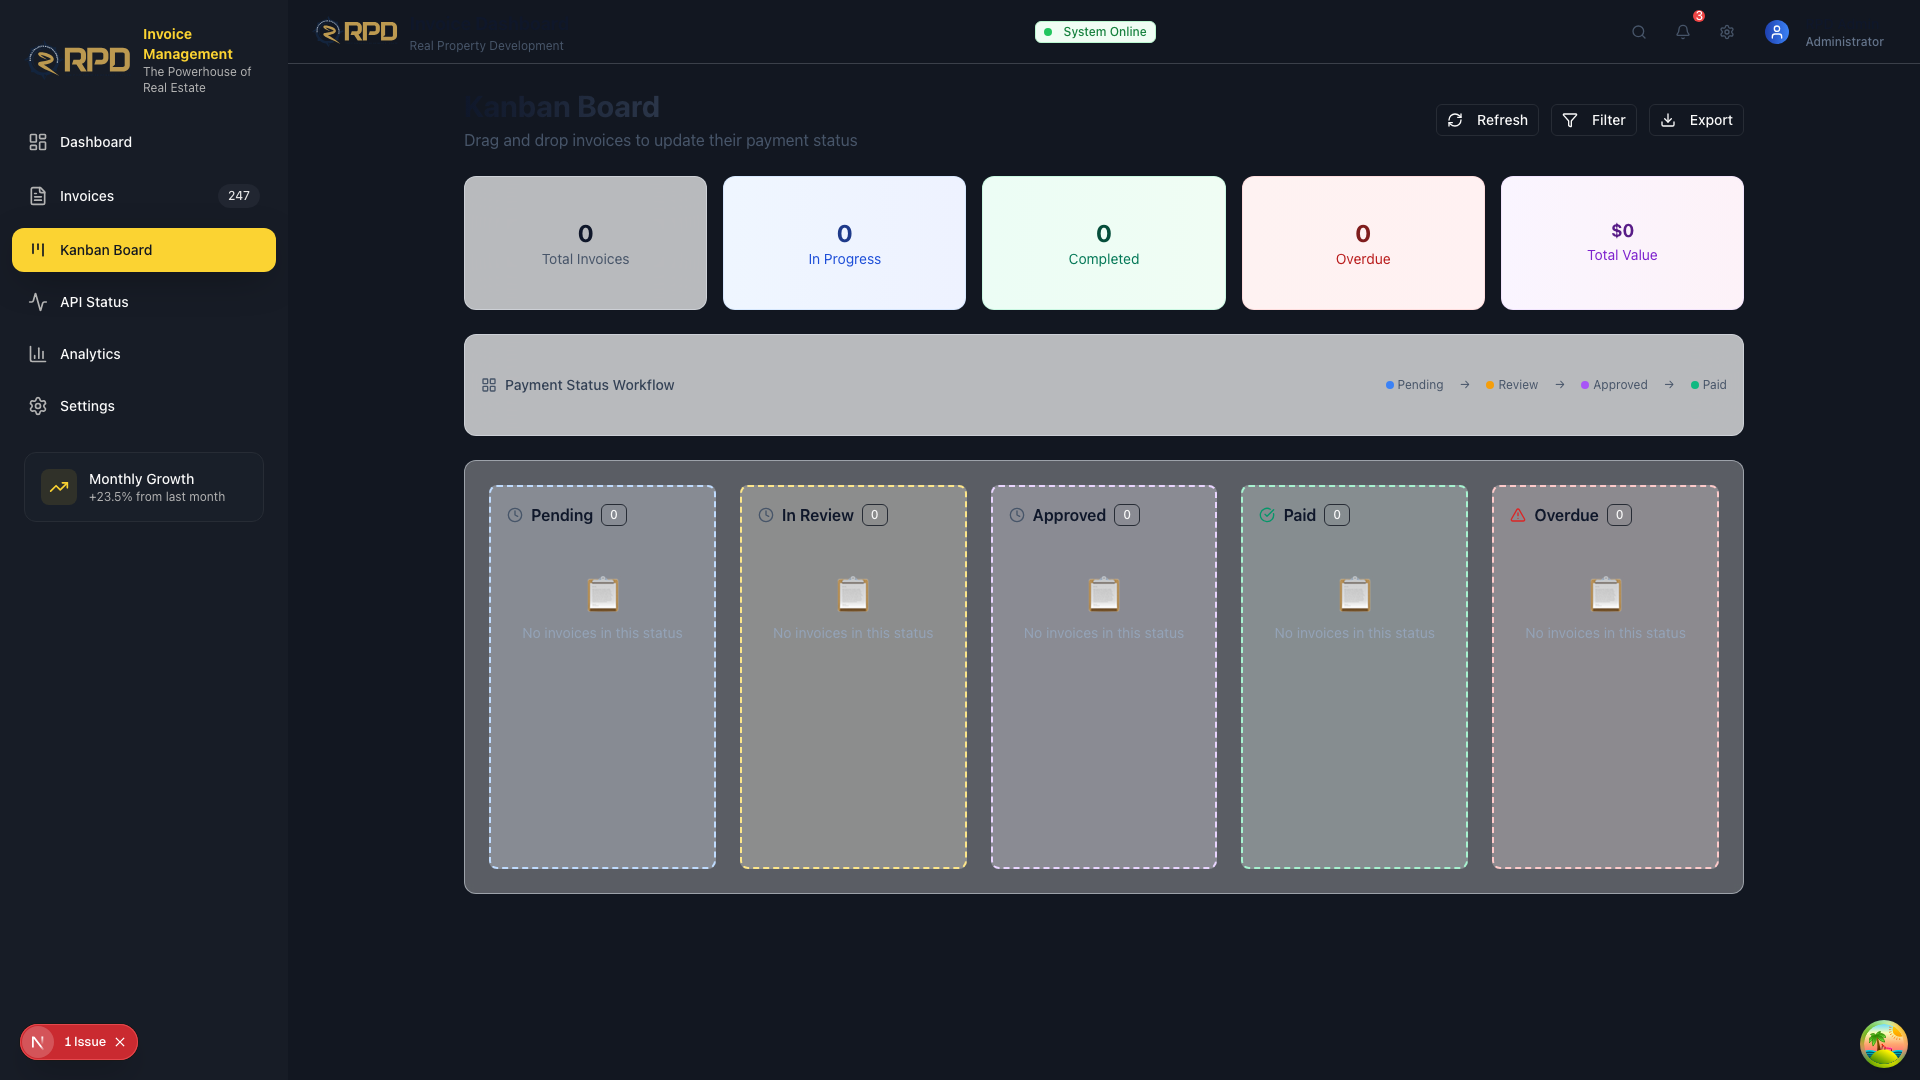 RPD
Invoice
Management
The Powerhouse of
Real Estate
Dashboard
Invoices 247
Kanban Board
API Status
Analytics
Settings
Monthly Growth
+23.5% from last month
1 Issue
RPD
Real Property Development
System Online
3
Administrator
Kanban Board
Drag and drop invoices to update their payment status
Refresh
Filter
Export
0
Total Invoices
0
In Progress
0
Completed
0
Overdue
$0
Total Value
Payment Status Workflow
Pending → Review → Approved → Paid
Pending 0
No invoices in this status
In Review 0
No invoices in this status
Approved 0
No invoices in this status
Paid 0
No invoices in this status
Overdue 0
No invoices in this status